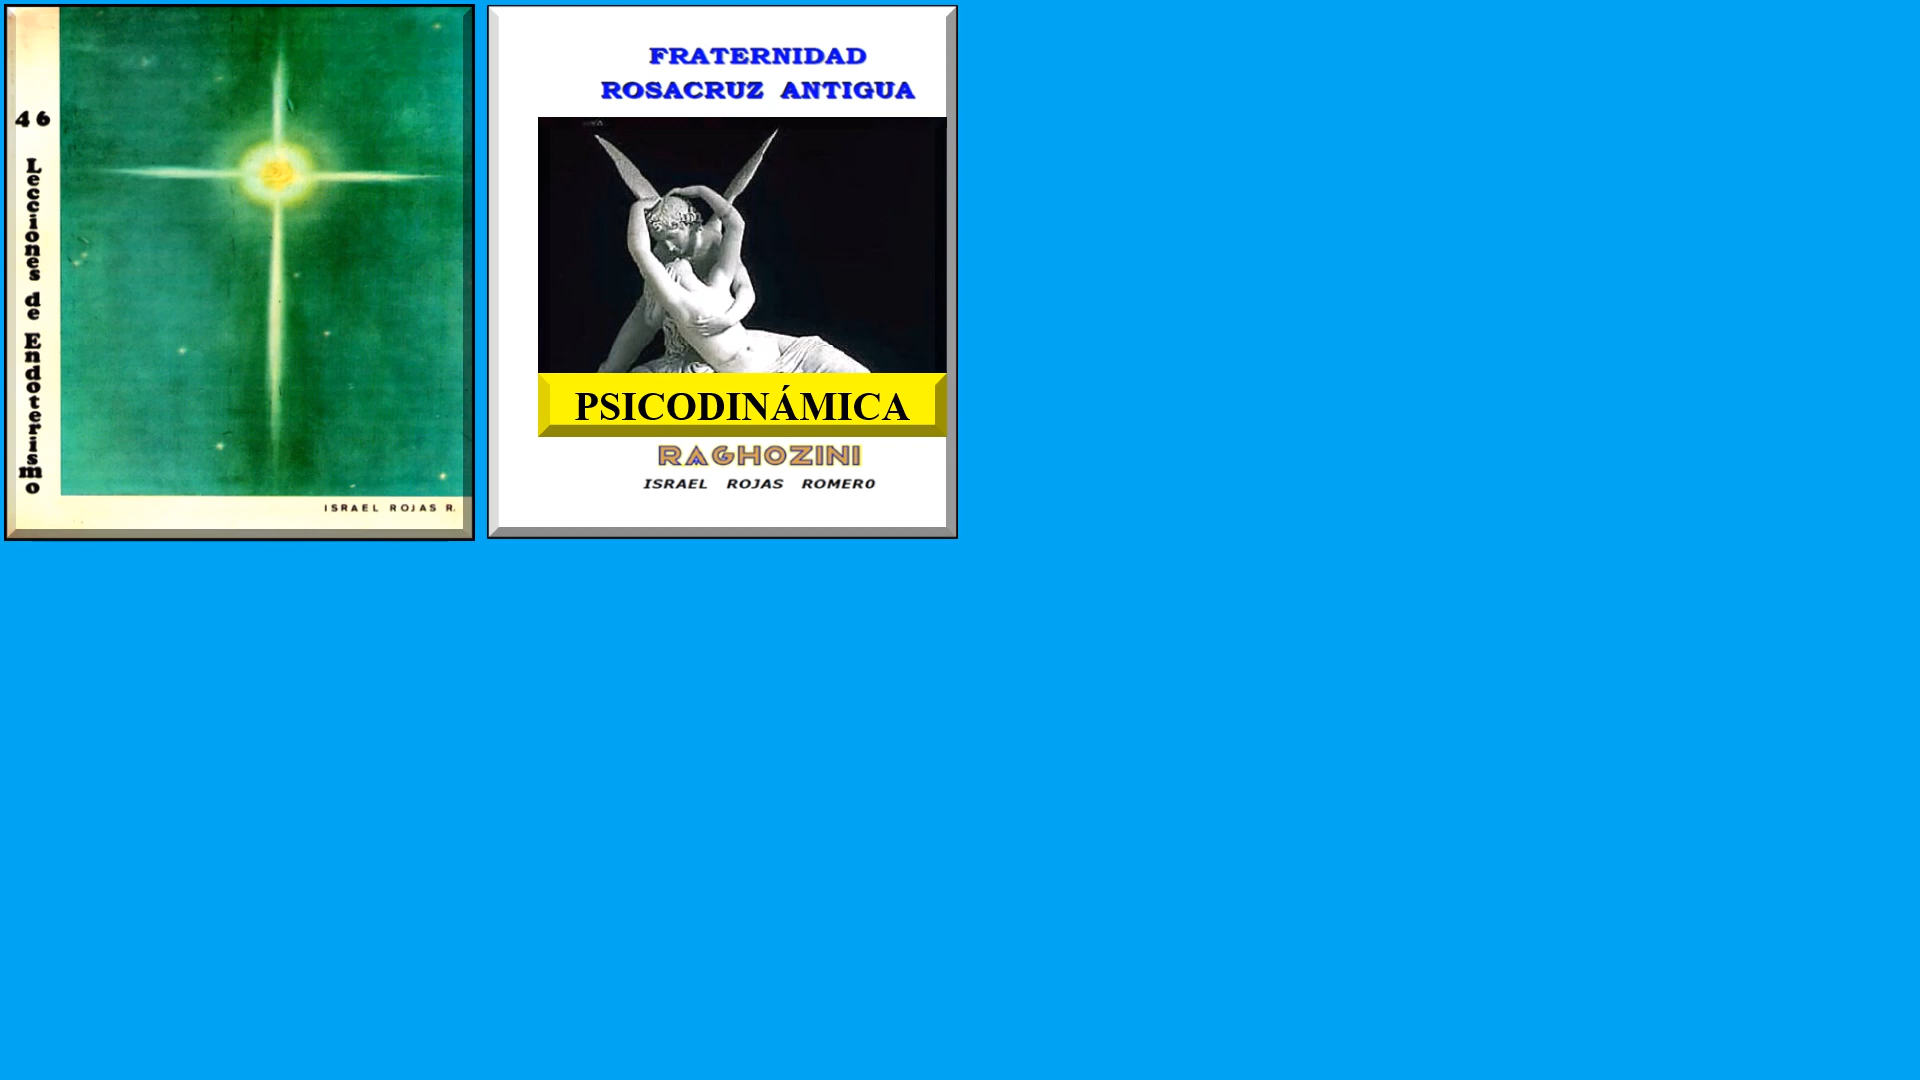 46
Lecciones de Endoterismo
ISRAEL ROJAS R.
FRATERNIDAD
ROSACRUZ ANTIGUA
PSICODINÁMICA
RAGHOZINI
ISRAEL ROJAS ROMERO